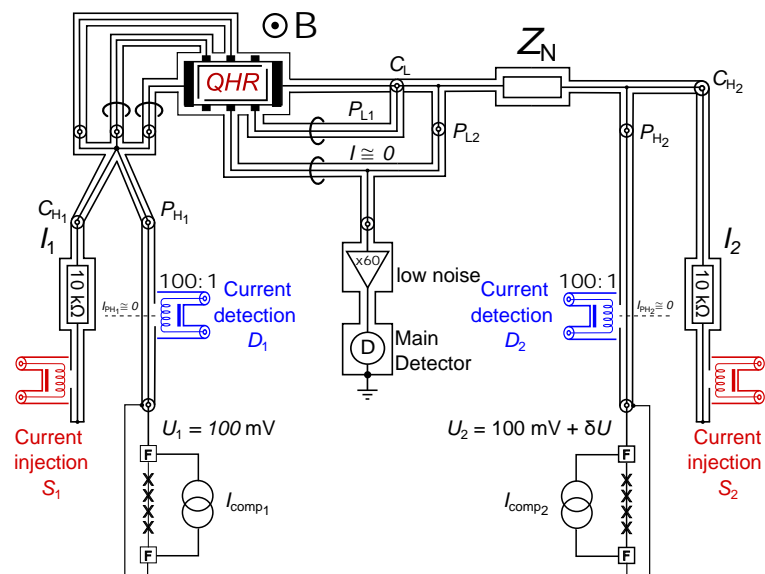 B
QHR
C_L
Z_N
C_H2
P_L1
P_L2
P_H2
I ≅ 0
C_H1
P_H1
I_1
I_2
10 kΩ
100:1
I_PH1 ≅ 0
Current
detection
D_1
x60
low noise
D
Main
Detector
100:1
Current
detection
D_2
I_PH2 ≅ 0
10 kΩ
Current
injection
S_1
U_1 = 100 mV
U_2 = 100 mV + δU
Current
injection
S_2
F
X
X
X
X
F
I_comp1
I_comp2
F
X
X
X
X
F